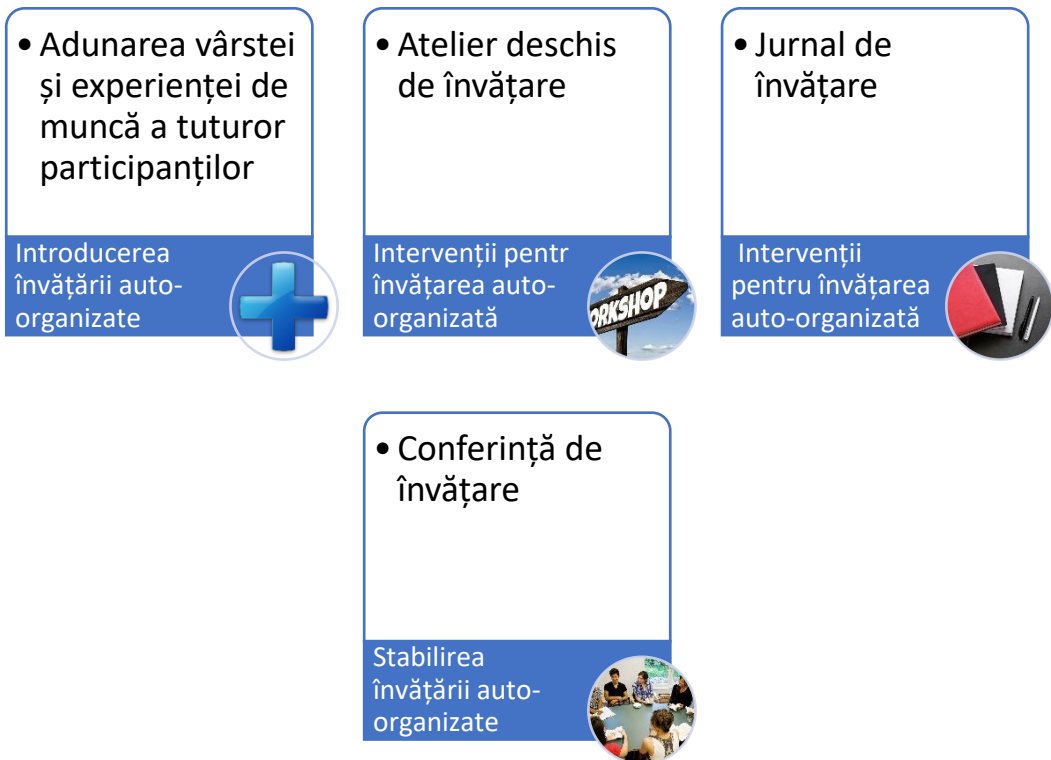 • Adunarea vârstei
și experienței de
muncă a tuturor
participanților
Introducerea
învățării auto-
organizate
• Atelier deschis
de învățare
Intervenții pentr
învățarea auto-
organizată
ORKSHOP
• Jurnal de
învățare
Intervenții
pentru învățarea
auto-organizată
• Conferință de
învățare
Stabilirea
învățării auto-
organizate